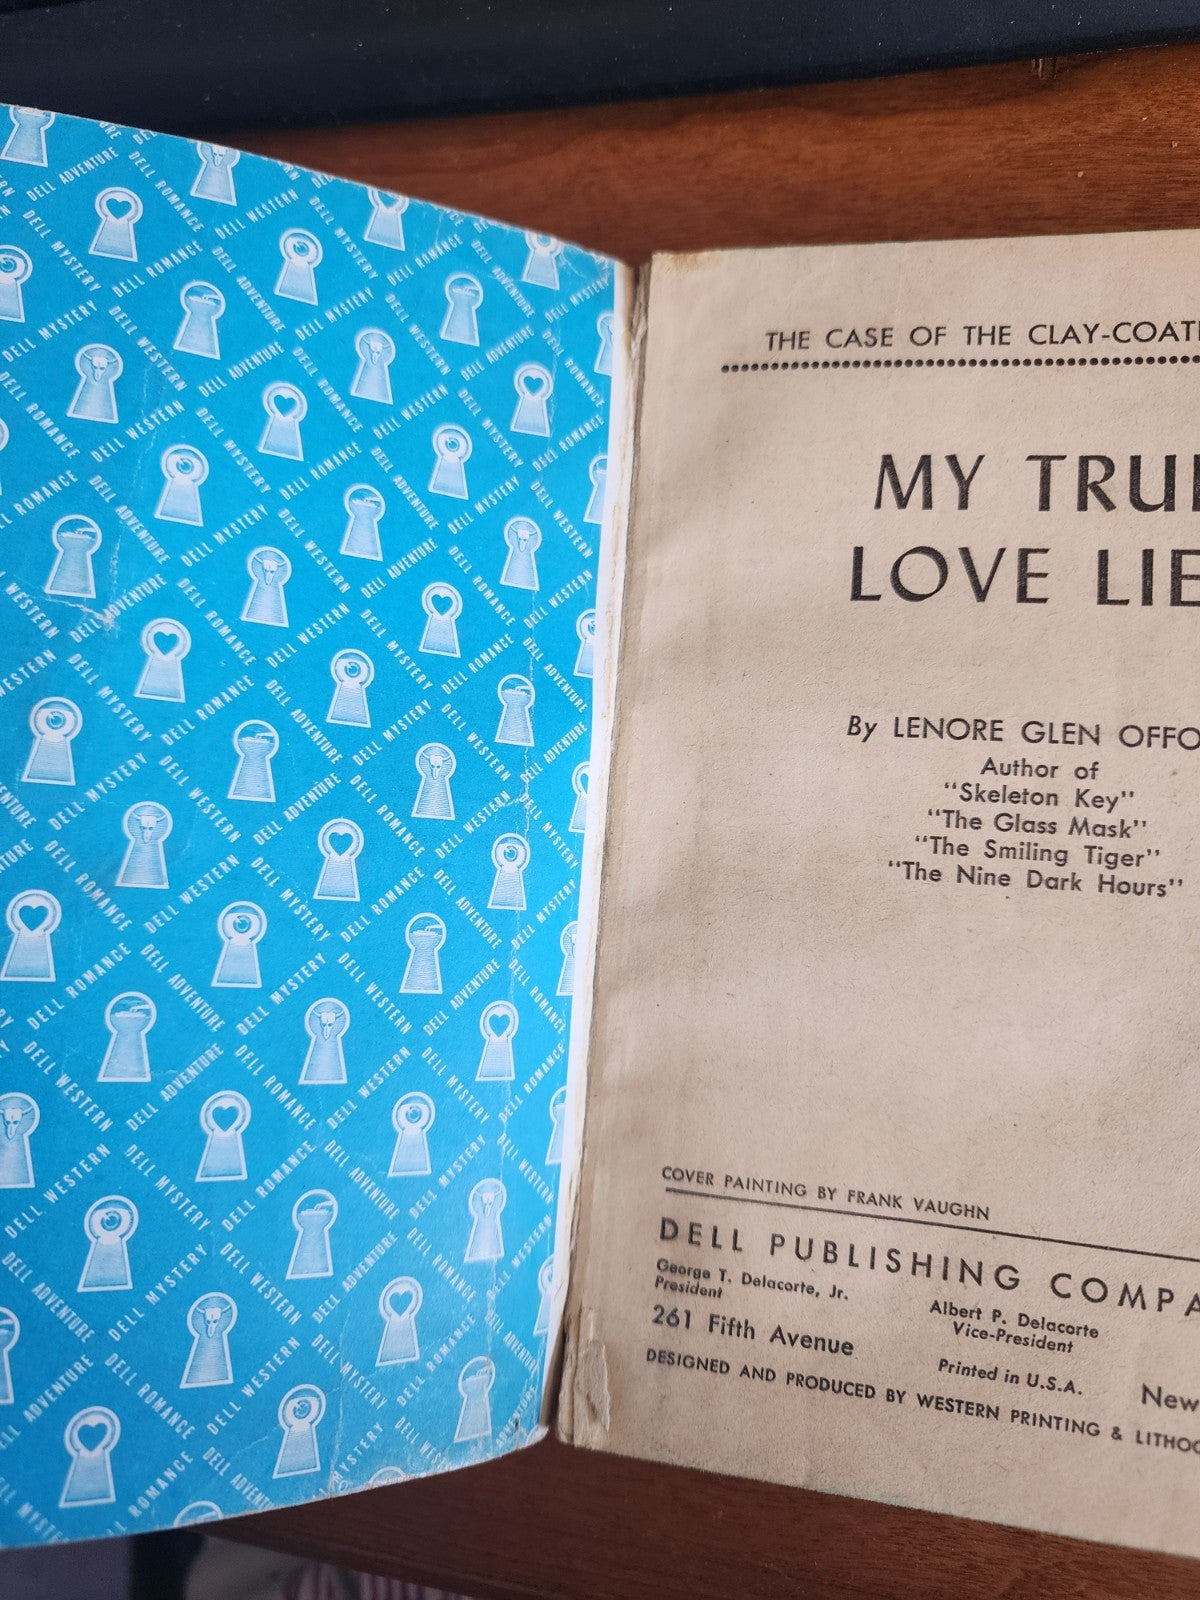 DELL ADVENTURE
DELL ROMANCE
DELL WESTERN
DELL MYSTERY
THE CASE OF THE CLAY-COAT
MY TRU
LOVE LIE
By LENORE GLEN OFFO
Author of
"Skeleton Key"
"The Glass Mask"
"The Smiling Tiger"
"The Nine Dark Hours"
COVER PAINTING BY FRANK VAUGHN
DELL PUBLISHING COMPA
George T. Delacorte, Jr.
President
Albert P. Delacorte
Vice-President
261 Fifth Avenue
Printed in U.S.A.
New
DESIGNED AND PRODUCED BY WESTERN PRINTING & LITHOG